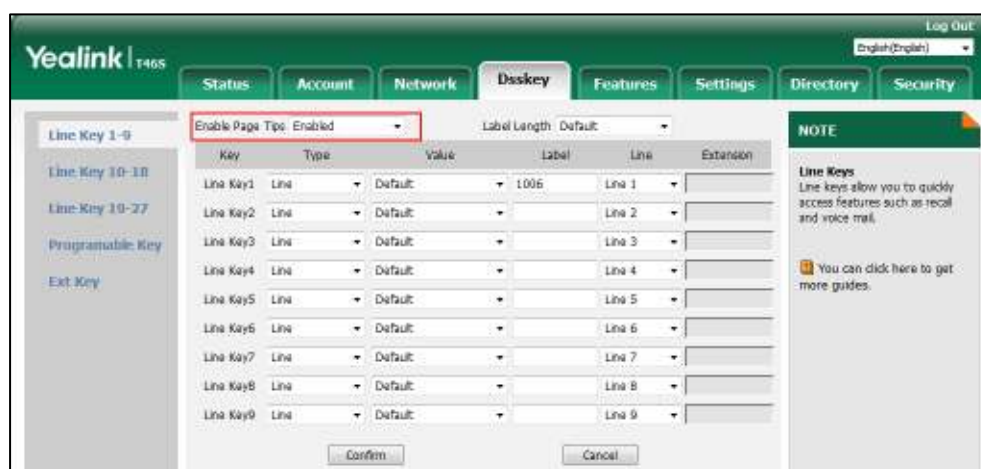 Log Out
Yealink | T46S
English(English)
Status Account Network Dsskey Features Settings Directory Security
Line Key 1-9
Line Key 10-18
Line Key 19-27
Programable Key
Ext Key
Enable Page Tips Enabled Label Length Default
Key Type Value Label Line Extension
Line Key1 Line Default 1006 Line 1
Line Key2 Line Default Line 2
Line Key3 Line Default Line 3
Line Key4 Line Default Line 4
Line Key5 Line Default Line 5
Line Key6 Line Default Line 6
Line Key7 Line Default Line 7
Line Key8 Line Default Line 8
Line Key9 Line Default Line 9
Confirm Cancel
NOTE
Line Keys
Line keys allow you to quickly
access features such as recall
and voice mail.
You can click here to get
more guides.